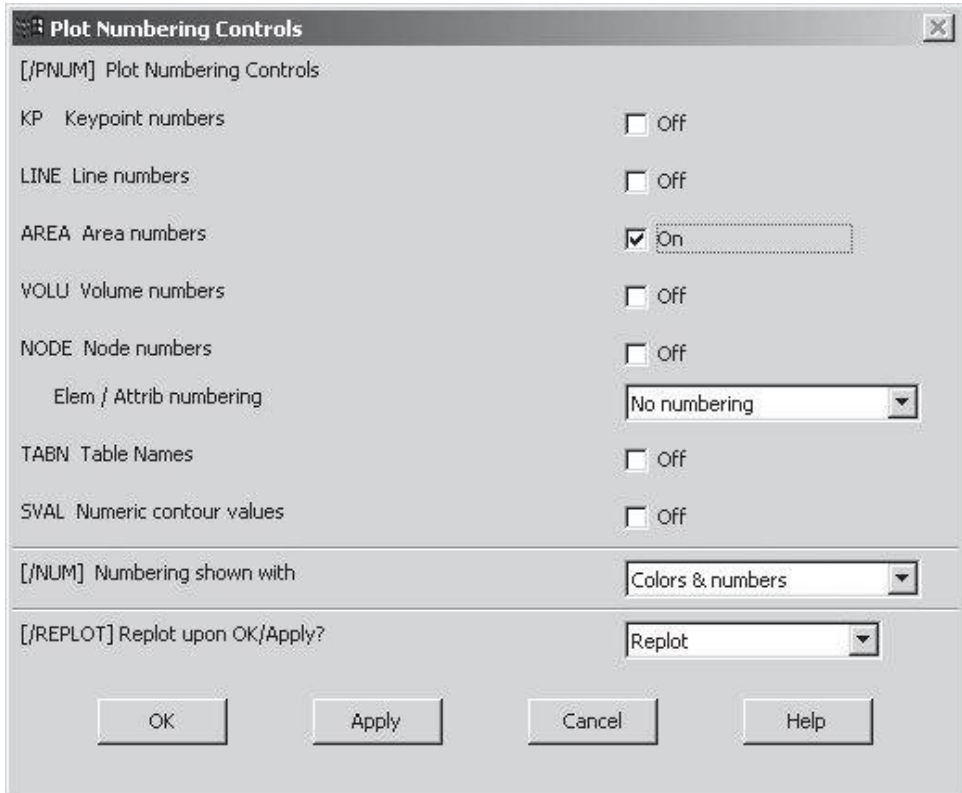 Plot Numbering Controls
[/PNUM] Plot Numbering Controls
KP Keypoint numbers Off
LINE Line numbers Off
AREA Area numbers On
VOLU Volume numbers Off
NODE Node numbers Off
Elem / Attrib numbering No numbering
TABN Table Names Off
SVAL Numeric contour values Off
[/NUM] Numbering shown with Colors & numbers
[/REPLOT] Replot upon OK/Apply? Replot
OK Apply Cancel Help